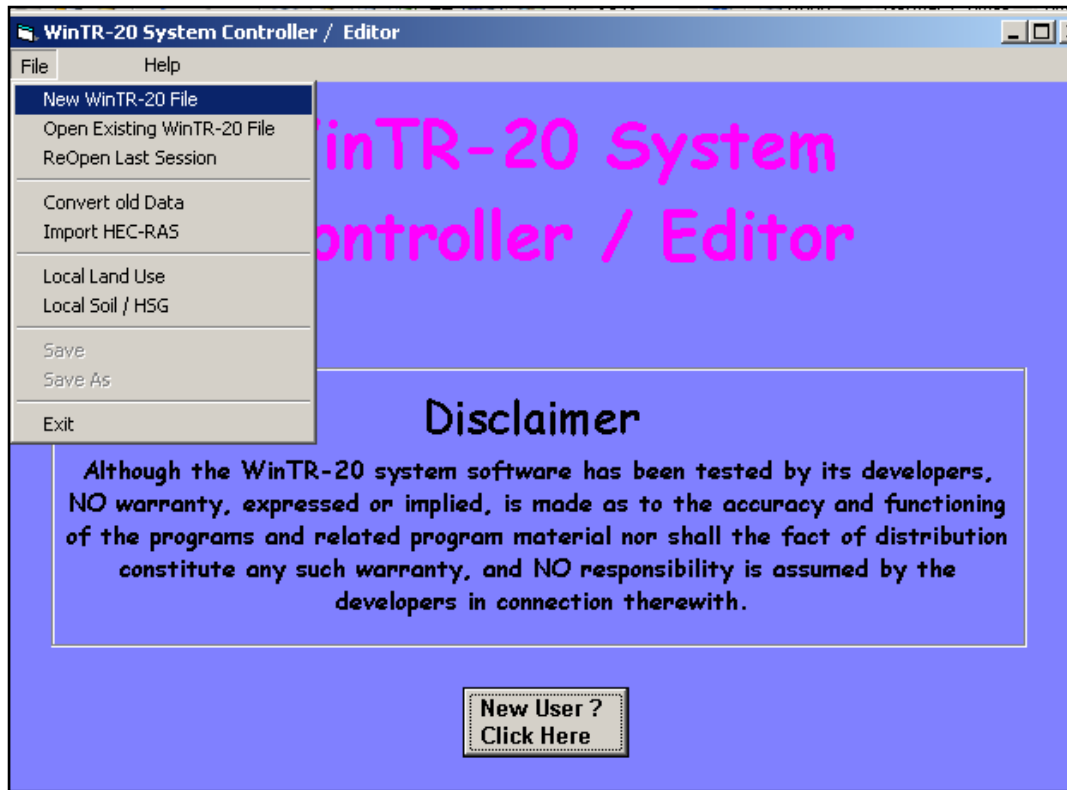 WinTR-20 System Controller / Editor
File Help
New WinTR-20 File
Open Existing WinTR-20 File
ReOpen Last Session
Convert old Data
Import HEC-RAS
Local Land Use
Local Soil / HSG
Save
Save As
Exit
inTR-20 System
ontroller / Editor
Disclaimer
Although the WinTR-20 system software has been tested by its developers,
NO warranty, expressed or implied, is made as to the accuracy and functioning
of the programs and related program material nor shall the fact of distribution
constitute any such warranty, and NO responsibility is assumed by the
developers in connection therewith.
New User ?
Click Here